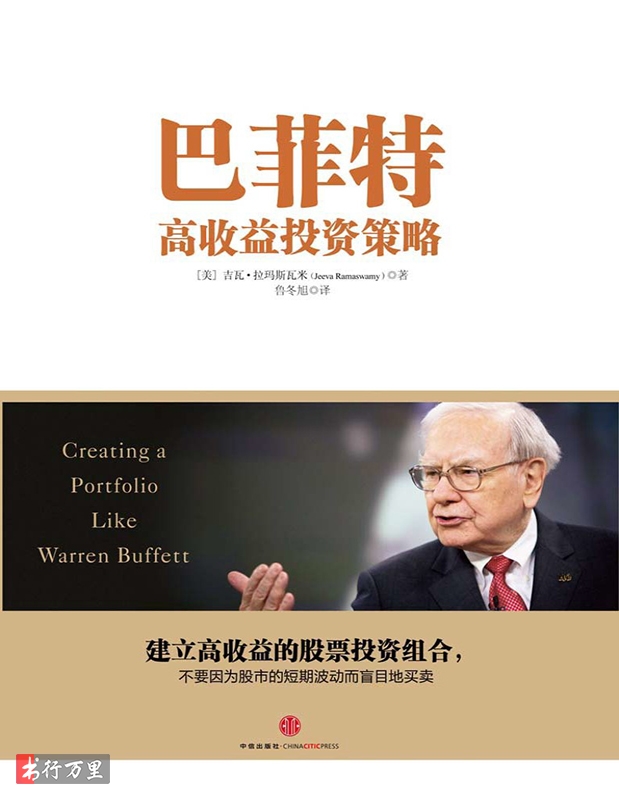 巴菲特
高收益投资策略
［美］吉瓦·拉玛斯瓦米（Jeeva Ramaswamy）◎著
鲁冬旭◎译
Creating a
Portfolio
Like
Warren Buffett
建立高收益的股票投资组合，
不要因为股市的短期波动而盲目地买卖
中信出版社·CHINACITICPRESS
书行万里